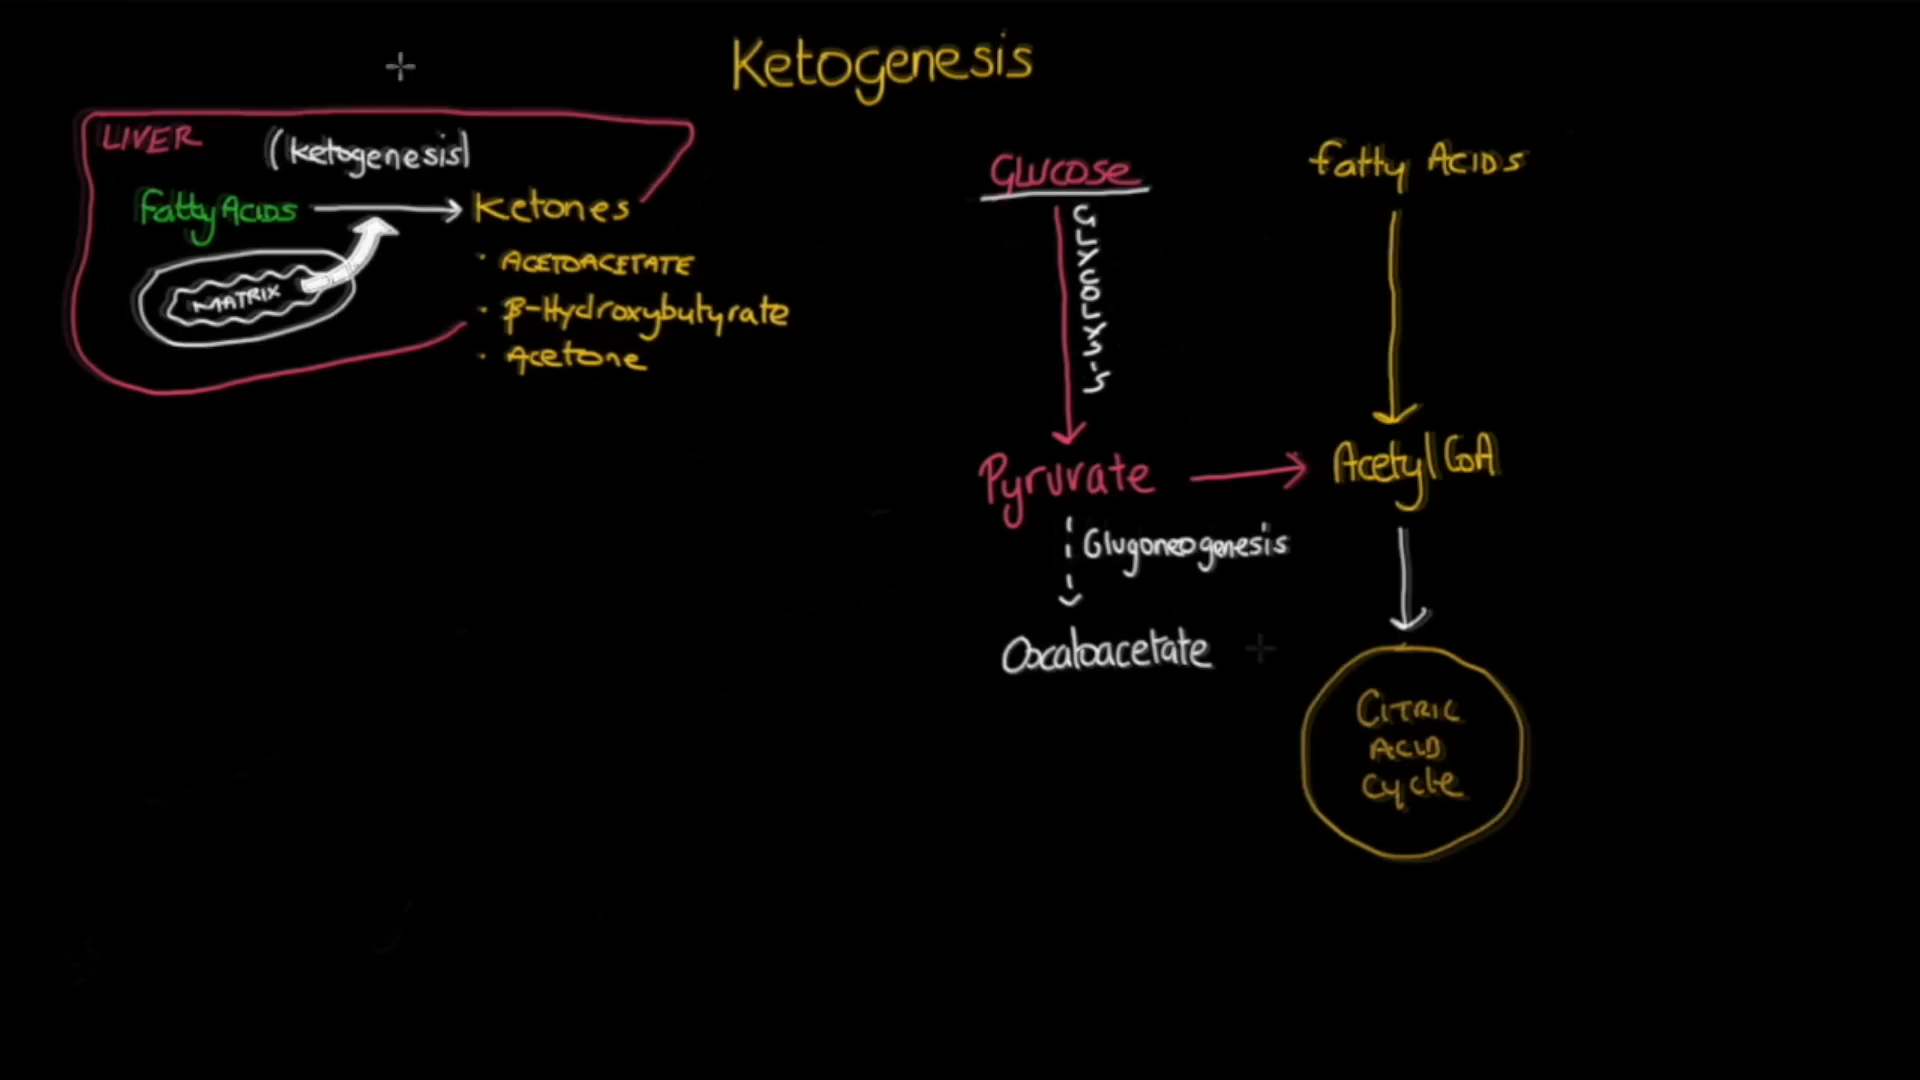 Ketogenesis
LIVER
(ketogenesis)
Fatty Acids
Ketones
MATRIX
· ACETOACETATE
· β-Hydroxybutyrate
· Acetone
GLUCOSE
GLYCOLYSIS
Fatty ACIDS
Pyruvate
Acetyl CoA
Glugoneogenesis
Oxaloacetate
CITRIC
ACID
Cycle